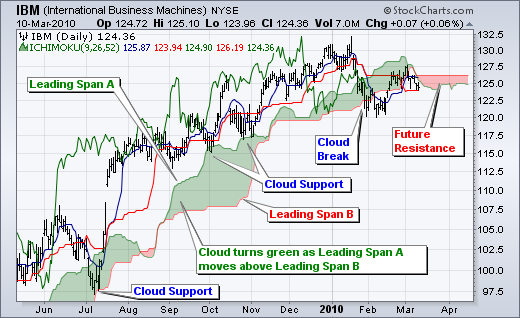 IBM (International Business Machines) NYSE © StockCharts.com
10-Mar-2010 Op 124.72 Hi 125.10 Lo 123.96 Cl 124.36 Vol 7.0M Chg +0.07 (+0.06%)
IBM (Daily) 124.36
ICHIMOKU(9,26,52) 125.87 123.94 124.90 126.19 124.36
132.5
130.0
127.5
125.0
122.5
120.0
117.5
115.0
112.5
110.0
107.5
105.0
102.5
100.0
97.5
Leading Span A
Cloud
Break
Future
Resistance
Cloud Support
Leading Span B
Cloud turns green as Leading Span A
moves above Leading Span B
Cloud Support
Jun Jul Aug Sep Oct Nov Dec 2010 Feb Mar Apr